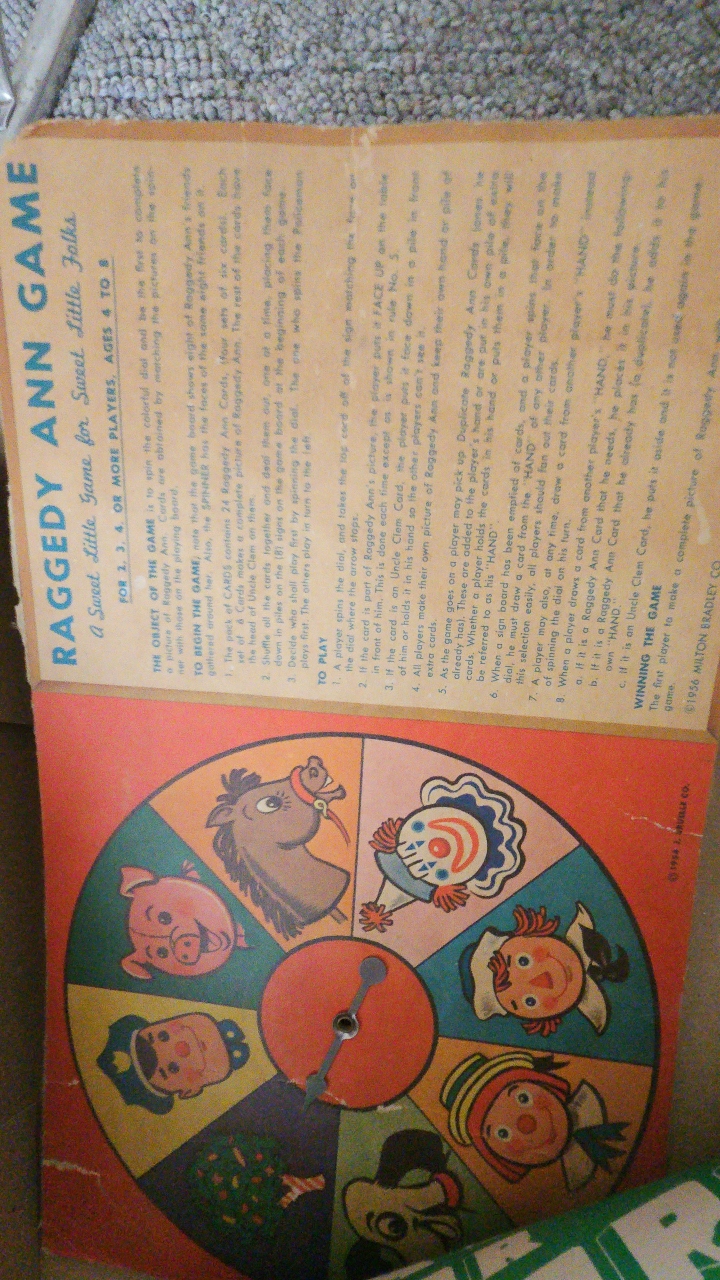 RAGGEDY ANN GAME
A Sweet Little Game for Sweet Little Folks
FOR 2, 3, 4, OR MORE PLAYERS, AGES 4 TO 8
THE OBJECT OF THE GAME is to spin the colorful dial and be the first to complete
a picture of Raggedy Ann. Cards are obtained by matching the pictures on the spin-
ner with those on the playing board.
TO BEGIN THE GAME, note that the game board shows eight of Raggedy Ann's friends
gathered around her. Also, the SPINNER has the faces of the same eight friends on it.
1. The pack of CARDS contains 24 Raggedy Ann Cards, (four sets of six cards). Each
set of 6 Cards makes a complete picture of Raggedy Ann. The rest of the cards have
the head of Uncle Clem on them.
2. Shuffle the cards together and deal them out, one at a time, placing them face
down in piles on the (8) signs on the game board at the beginning of each game.
3. Decide who shall play first by spinning the dial. The one who spins the Policeman
plays first. The others play in turn to the left.
TO PLAY
1. A player spins the dial, and takes the top card off of the sign matching the face on
the dial where the arrow stops.
2. If the card is part of Raggedy Ann's picture, the player puts it FACE UP on the table
in front of him. This is done each time except as is shown in rule No. 5.
3. If the card is an Uncle Clem Card, the player puts it face down in a pile in front
of him or holds it in his hand so the other players can't see it.
4. All players make their own picture of Raggedy Ann and keep their own hand or pile of
extra cards.
5. As the game goes on a player may pick up Duplicate Raggedy Ann Cards (ones he
already has). These are added to the player's hand or are put in his own pile of extra
cards. Whether a player holds the cards in his hand or puts them in a pile, they will
be referred to as his "HAND".
6. When a sign board has been emptied of cards, and a player spins that face on the
dial, he must draw a card from the "HAND" of any other player. In order to make
this selection easily, all players should fan out their cards.
7. A player may also, at any time, draw a card from another player's "HAND" instead
of spinning the dial on his turn.
8. When a player draws a card from another player's "HAND," he must do the following:
a. If it is a Raggedy Ann Card that he needs, he places it in his picture.
b. If it is a Raggedy Ann Card that he already has (a duplicate), he adds it to his
own "HAND."
c. If it is an Uncle Clem Card, he puts it aside and it is not used again in the game.
WINNING THE GAME
The first player to make a complete picture of Raggedy Ann
game.
©1956 MILTON BRADLEY CO.
©1954 J. GRUELLE CO.